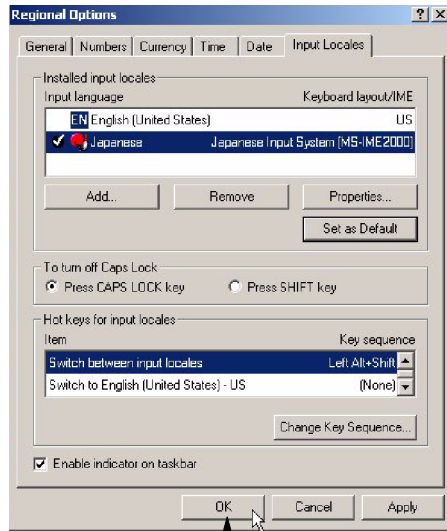 Regional Options
General Numbers Currency Time Date Input Locales
Installed input locales
Input language Keyboard layout/IME
EN English (United States) US
Japanese Japanese Input System (MS-IME2000)
Add... Remove Properties...
Set as Default
To turn off Caps Lock
Press CAPS LOCK key Press SHIFT key
Hot keys for input locales
Item Key sequence
Switch between input locales Left Alt+Shift
Switch to English (United States) - US (None)
Change Key Sequence...
Enable indicator on taskbar
OK Cancel Apply